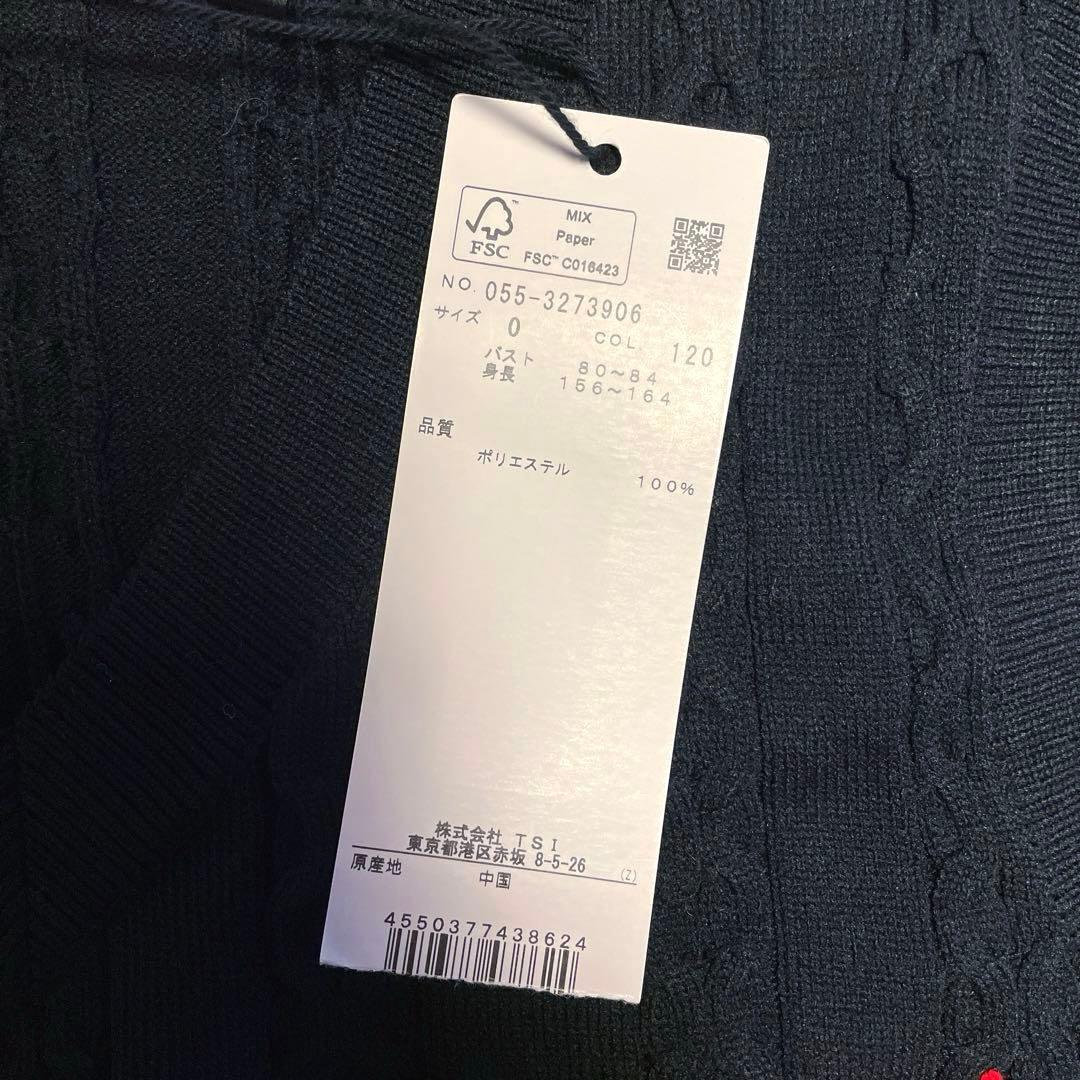 FSC™
MIX
Paper
FSC™ C016423
NO. 055-3273906
サイズ 0 COL. 120
バスト 80~84
身長 156~164
品質
ポリエステル 100%
株式会社 TSI
東京都港区赤坂 8-5-26 (Z)
原産地 中国
4550377438624